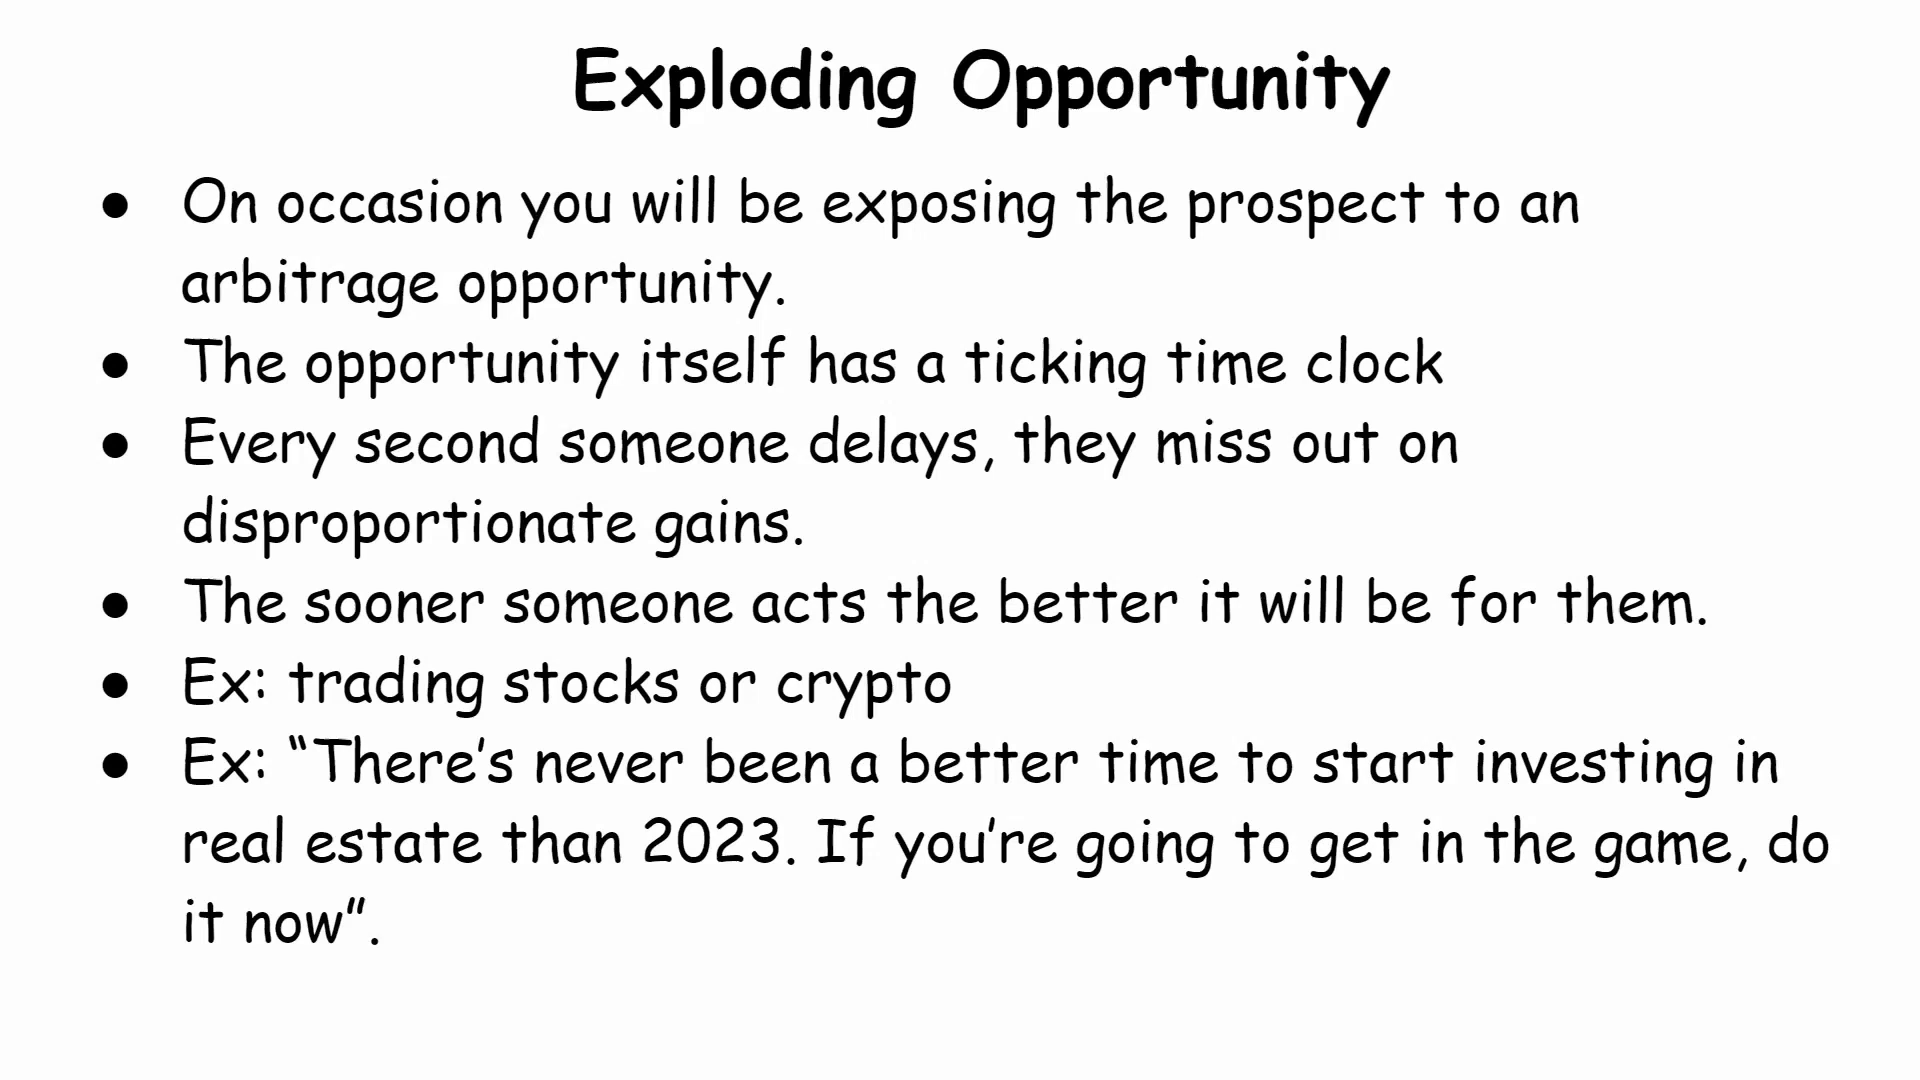 Exploding Opportunity
● On occasion you will be exposing the prospect to an
arbitrage opportunity.
● The opportunity itself has a ticking time clock
● Every second someone delays, they miss out on
disproportionate gains.
● The sooner someone acts the better it will be for them.
● Ex: trading stocks or crypto
● Ex: “There’s never been a better time to start investing in
real estate than 2023. If you’re going to get in the game, do
it now”.